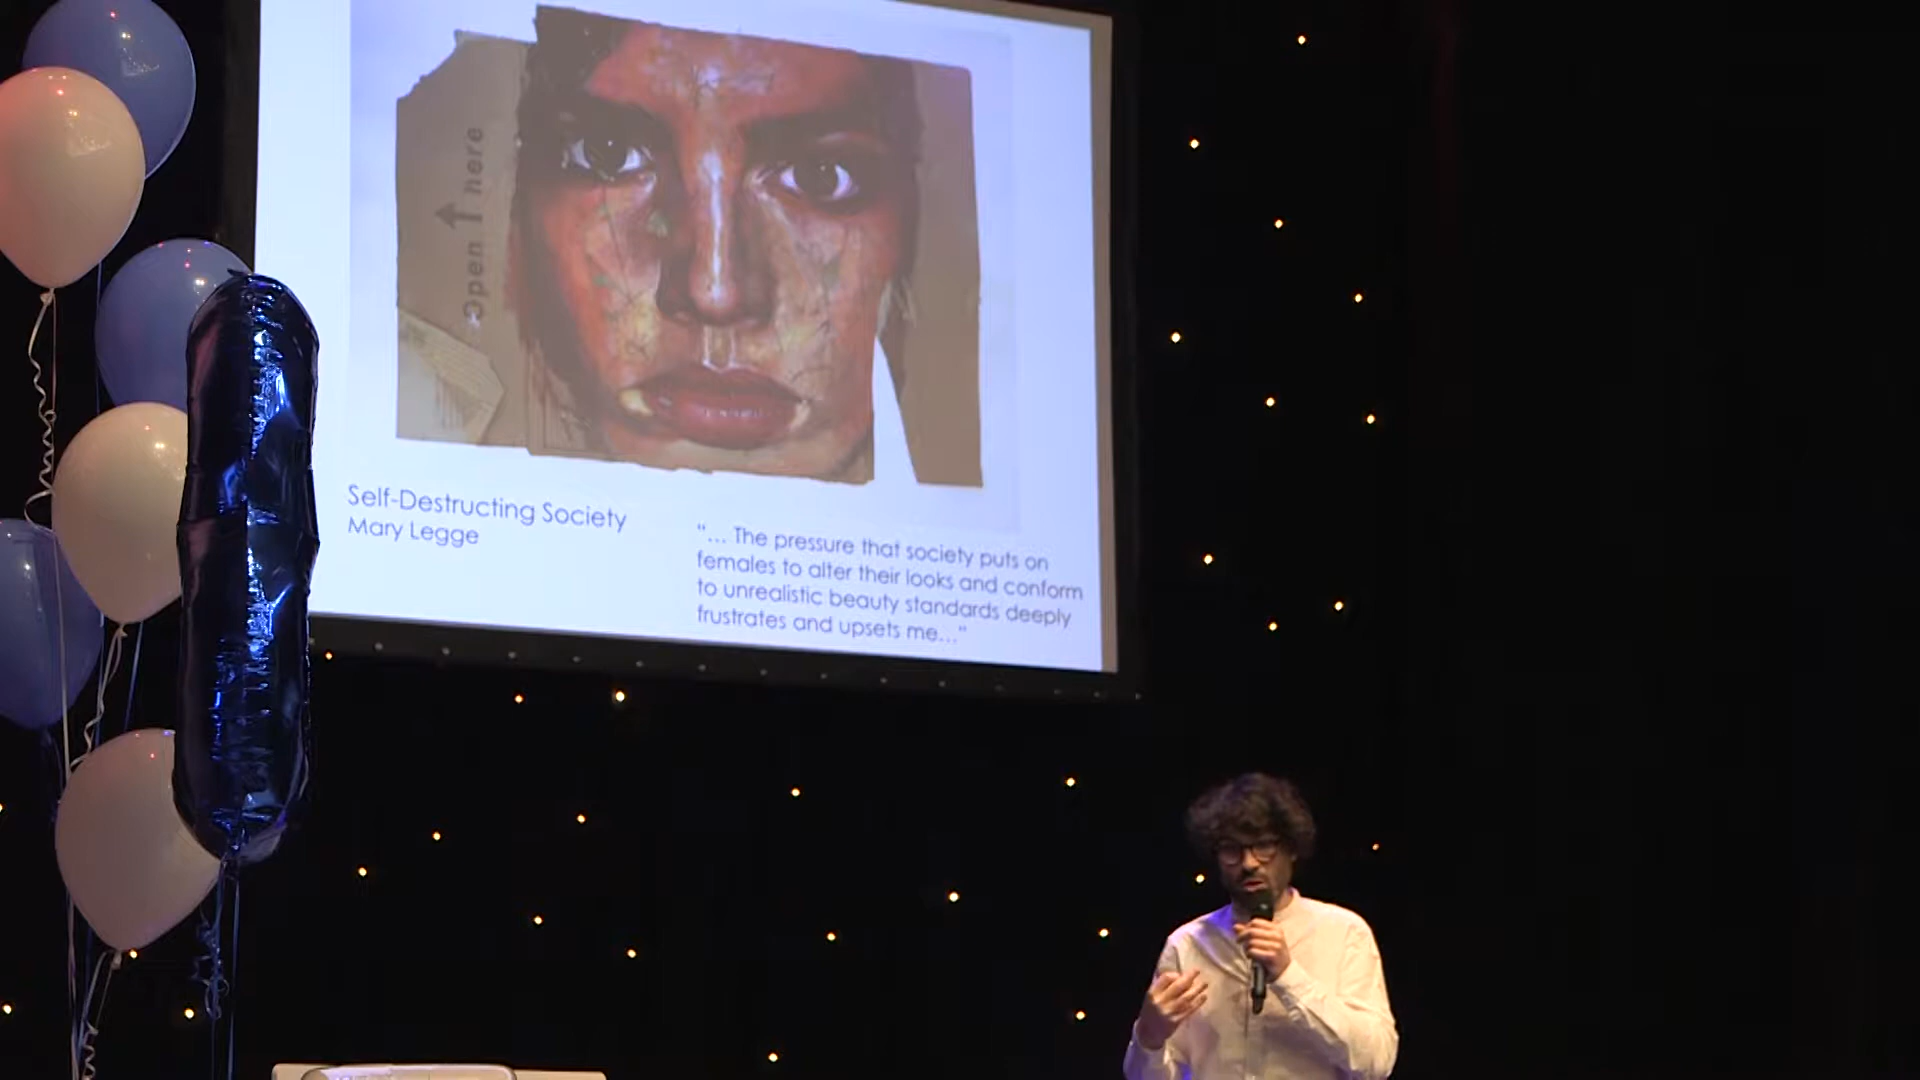 Open here
Self-Destructing Society
Mary Legge
"... The pressure that society puts on
females to alter their looks and conform
to unrealistic beauty standards deeply
frustrates and upsets me..."